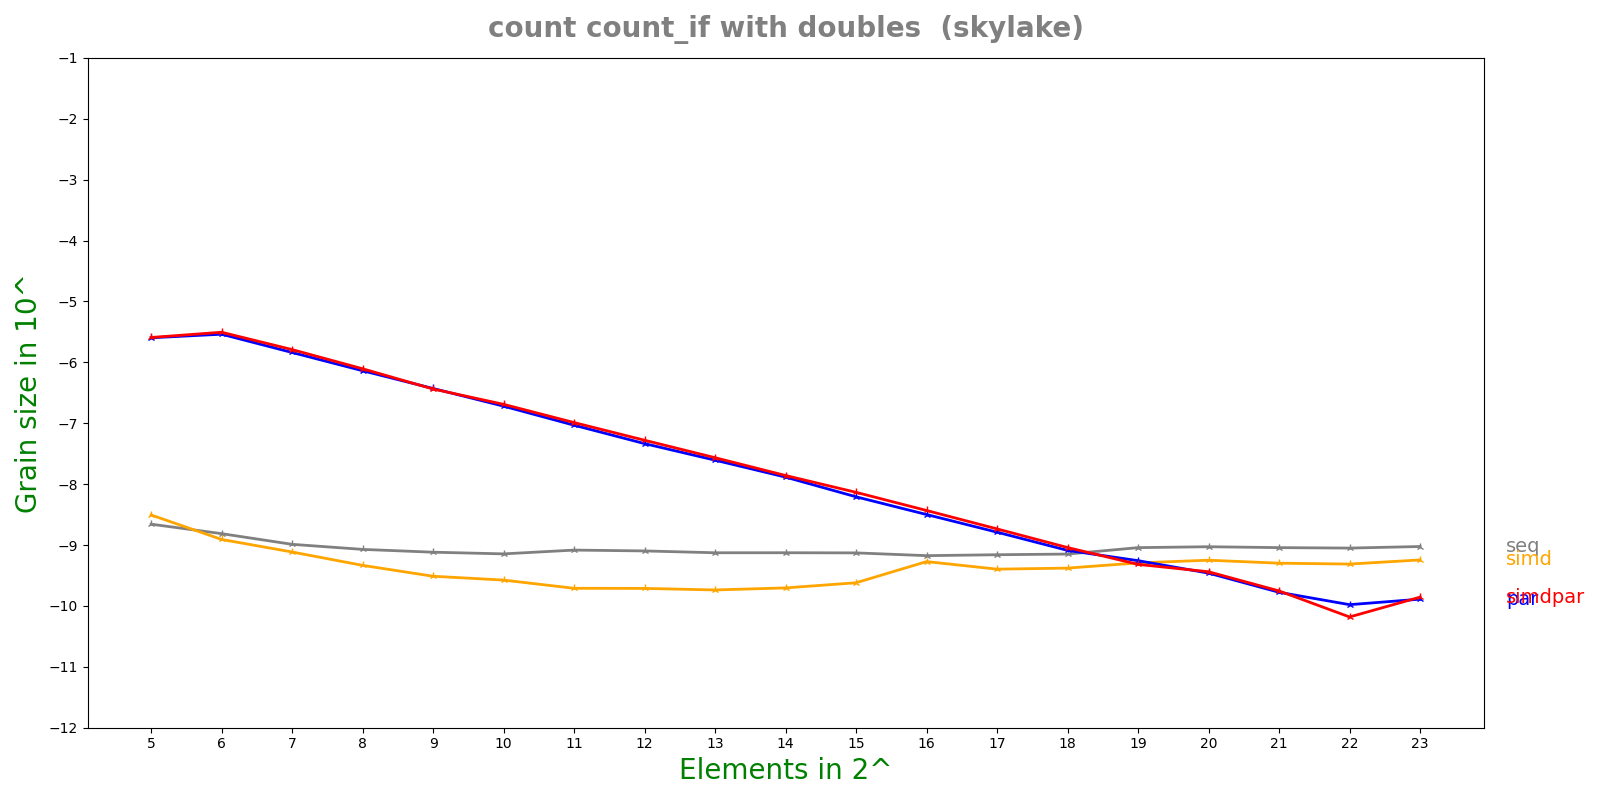 count count_if with doubles  (skylake)
Grain size in 10^
−1
−2
−3
−4
−5
−6
−7
−8
−9
−10
−11
−12
seq
simd
simdpar
par
5 6 7 8 9 10 11 12 13 14 15 16 17 18 19 20 21 22 23
Elements in 2^